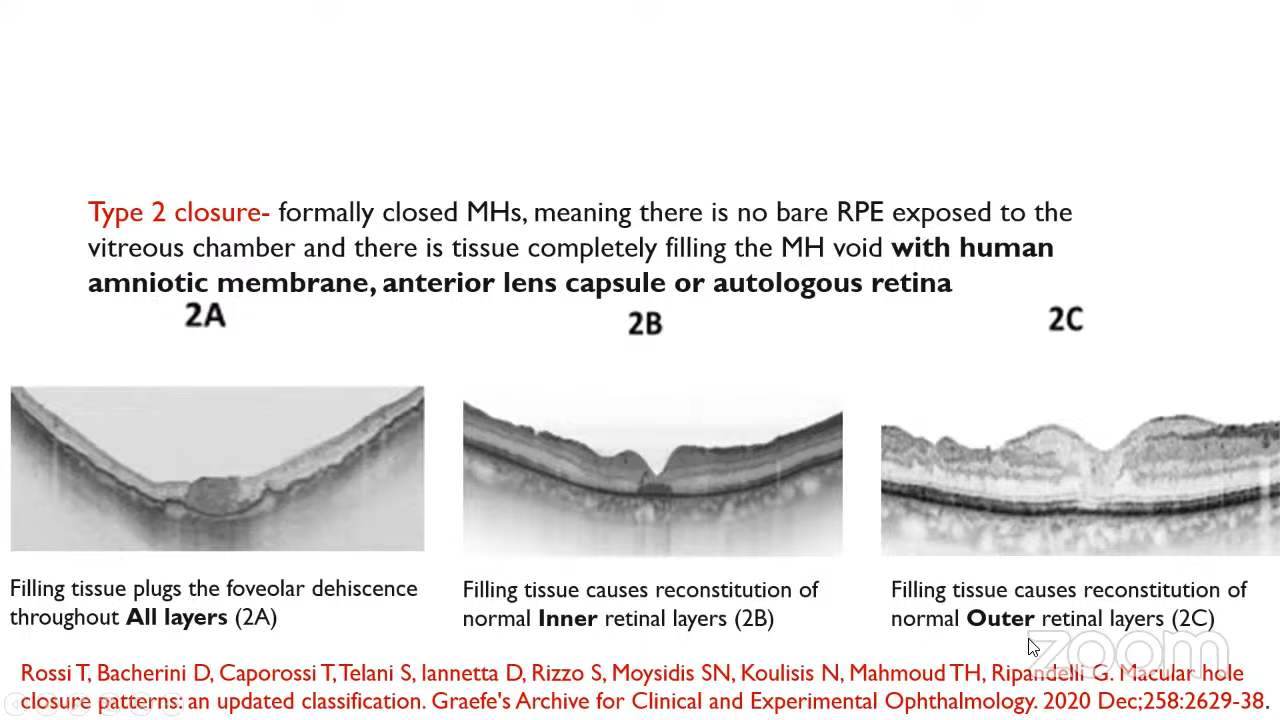 Type 2 closure- formally closed MHs, meaning there is no bare RPE exposed to the
vitreous chamber and there is tissue completely filling the MH void with human
amniotic membrane, anterior lens capsule or autologous retina
2A
2B
2C
Filling tissue plugs the foveolar dehiscence
throughout All layers (2A)
Filling tissue causes reconstitution of
normal Inner retinal layers (2B)
Filling tissue causes reconstitution of
normal Outer retinal layers (2C)
zoom
Rossi T, Bacherini D, Caporossi T, Telani S, Iannetta D, Rizzo S, Moysidis SN, Koulisis N, Mahmoud TH, Ripandelli G. Macular hole
closure patterns: an updated classification. Graefe's Archive for Clinical and Experimental Ophthalmology. 2020 Dec;258:2629-38.